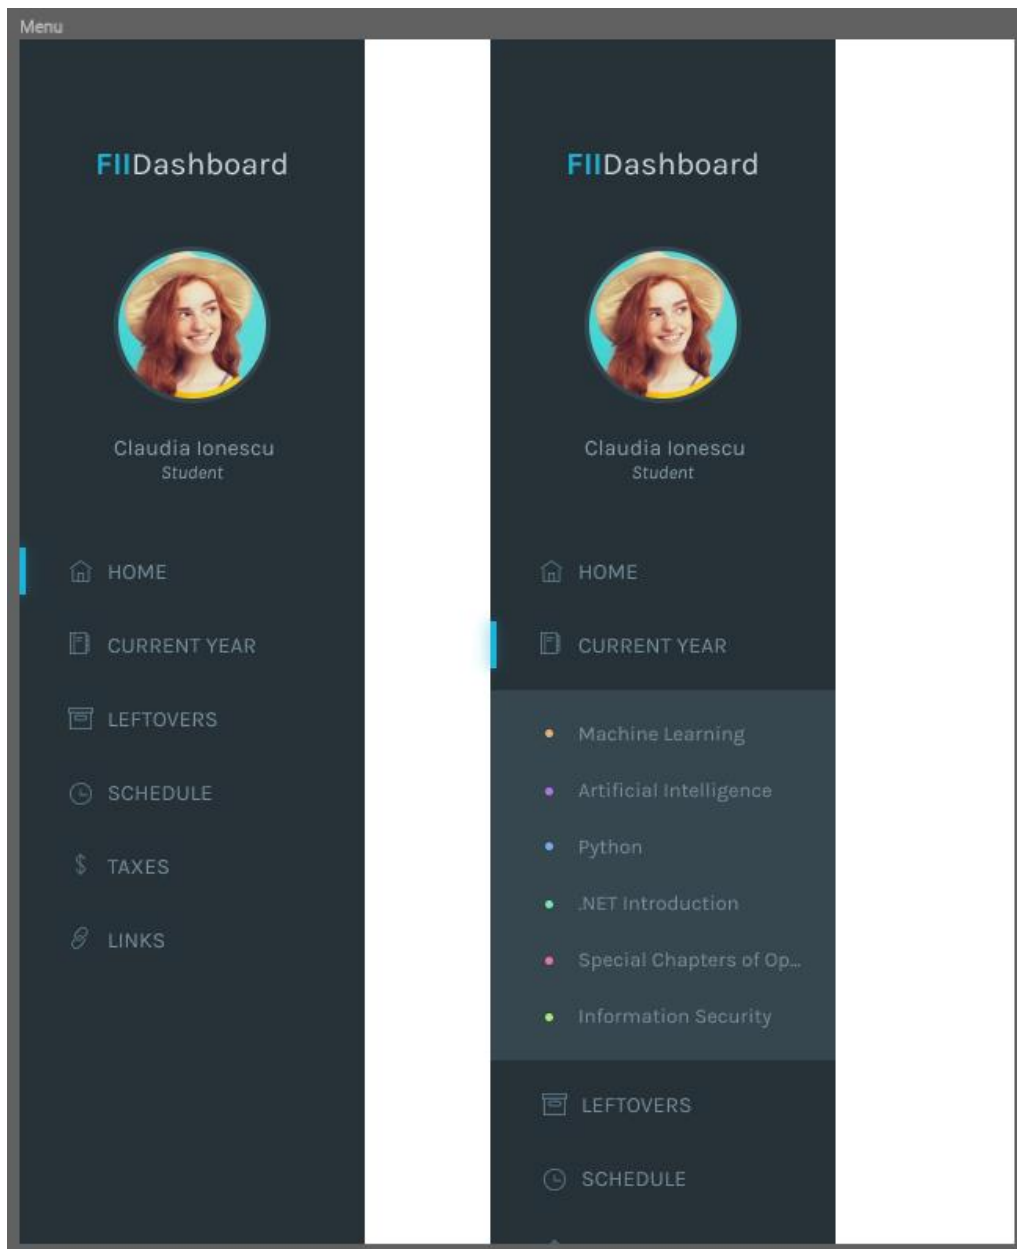 Menu
FIIDashboard
Claudia Ionescu
Student
HOME
CURRENT YEAR
LEFTOVERS
SCHEDULE
$ TAXES
LINKS
FIIDashboard
Claudia Ionescu
Student
HOME
CURRENT YEAR
Machine Learning
Artificial Intelligence
Python
.NET Introduction
Special Chapters of Op...
Information Security
LEFTOVERS
SCHEDULE